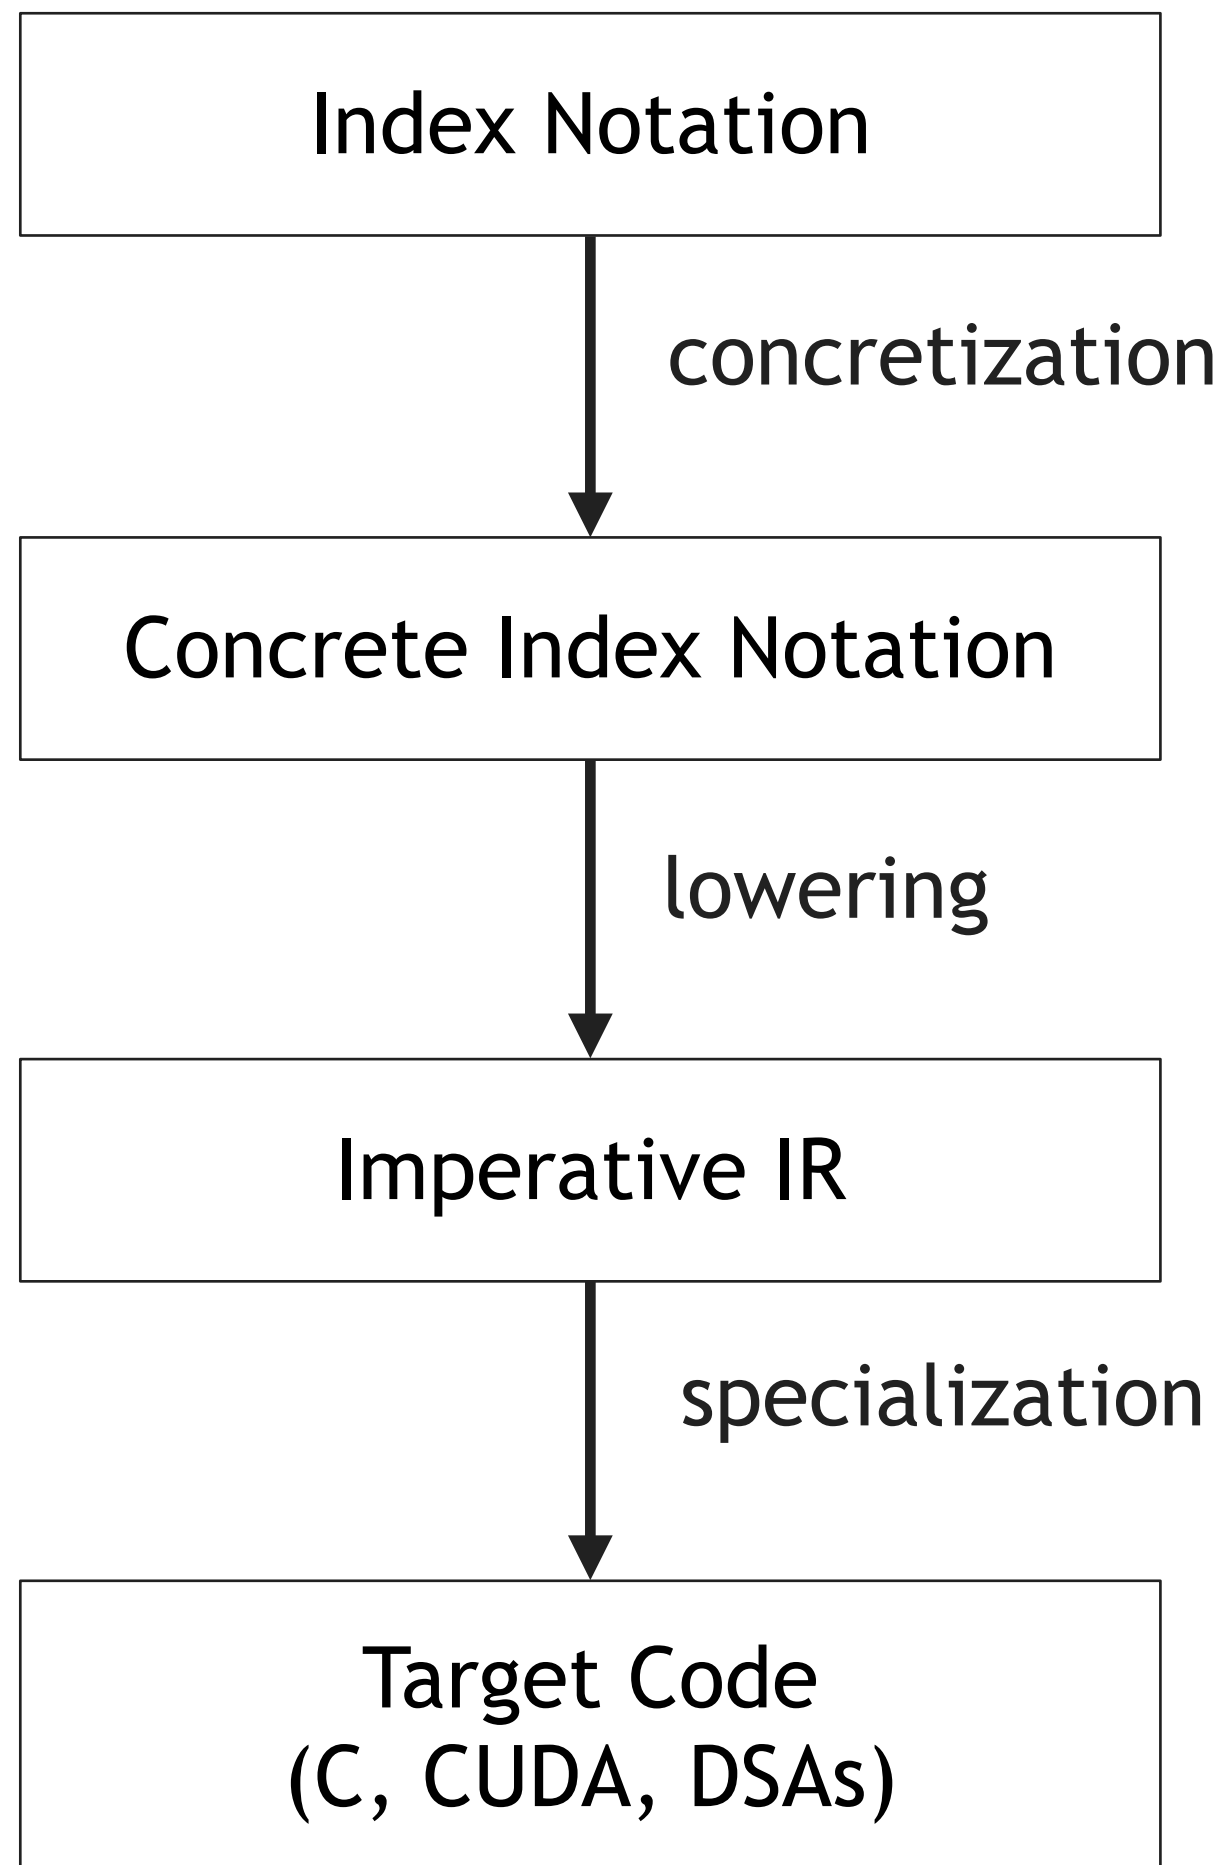 Index Notation
concretization
Concrete Index Notation
lowering
Imperative IR
specialization
Target Code
(C, CUDA, DSAs)